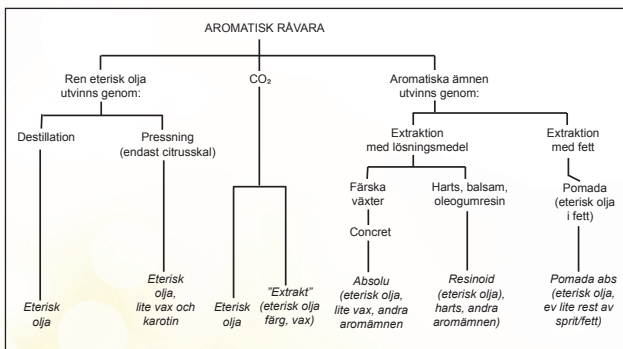 AROMATISK RÅVARA
Ren eterisk olja
utvinns genom:
CO₂
Aromatiska ämnen
utvinns genom:
Destillation
Pressning
(endast citrusskal)
Extraktion
med lösningsmedel
Extraktion
med fett
Färska
växter
Harts, balsam,
oleogumresin
Pomada
(eterisk olja
i fett)
Concret
Eterisk
olja
Eterisk
olja,
lite vax och
karotin
Eterisk
olja
"Extrakt"
(eterisk olja
färg, vax)
Absolu
(eterisk olja,
lite vax, andra
aromämnen)
Resinoid
(eterisk olja),
harts, andra
aromämnen)
Pomada abs
(eterisk olja,
ev lite rest av
sprit/fett)